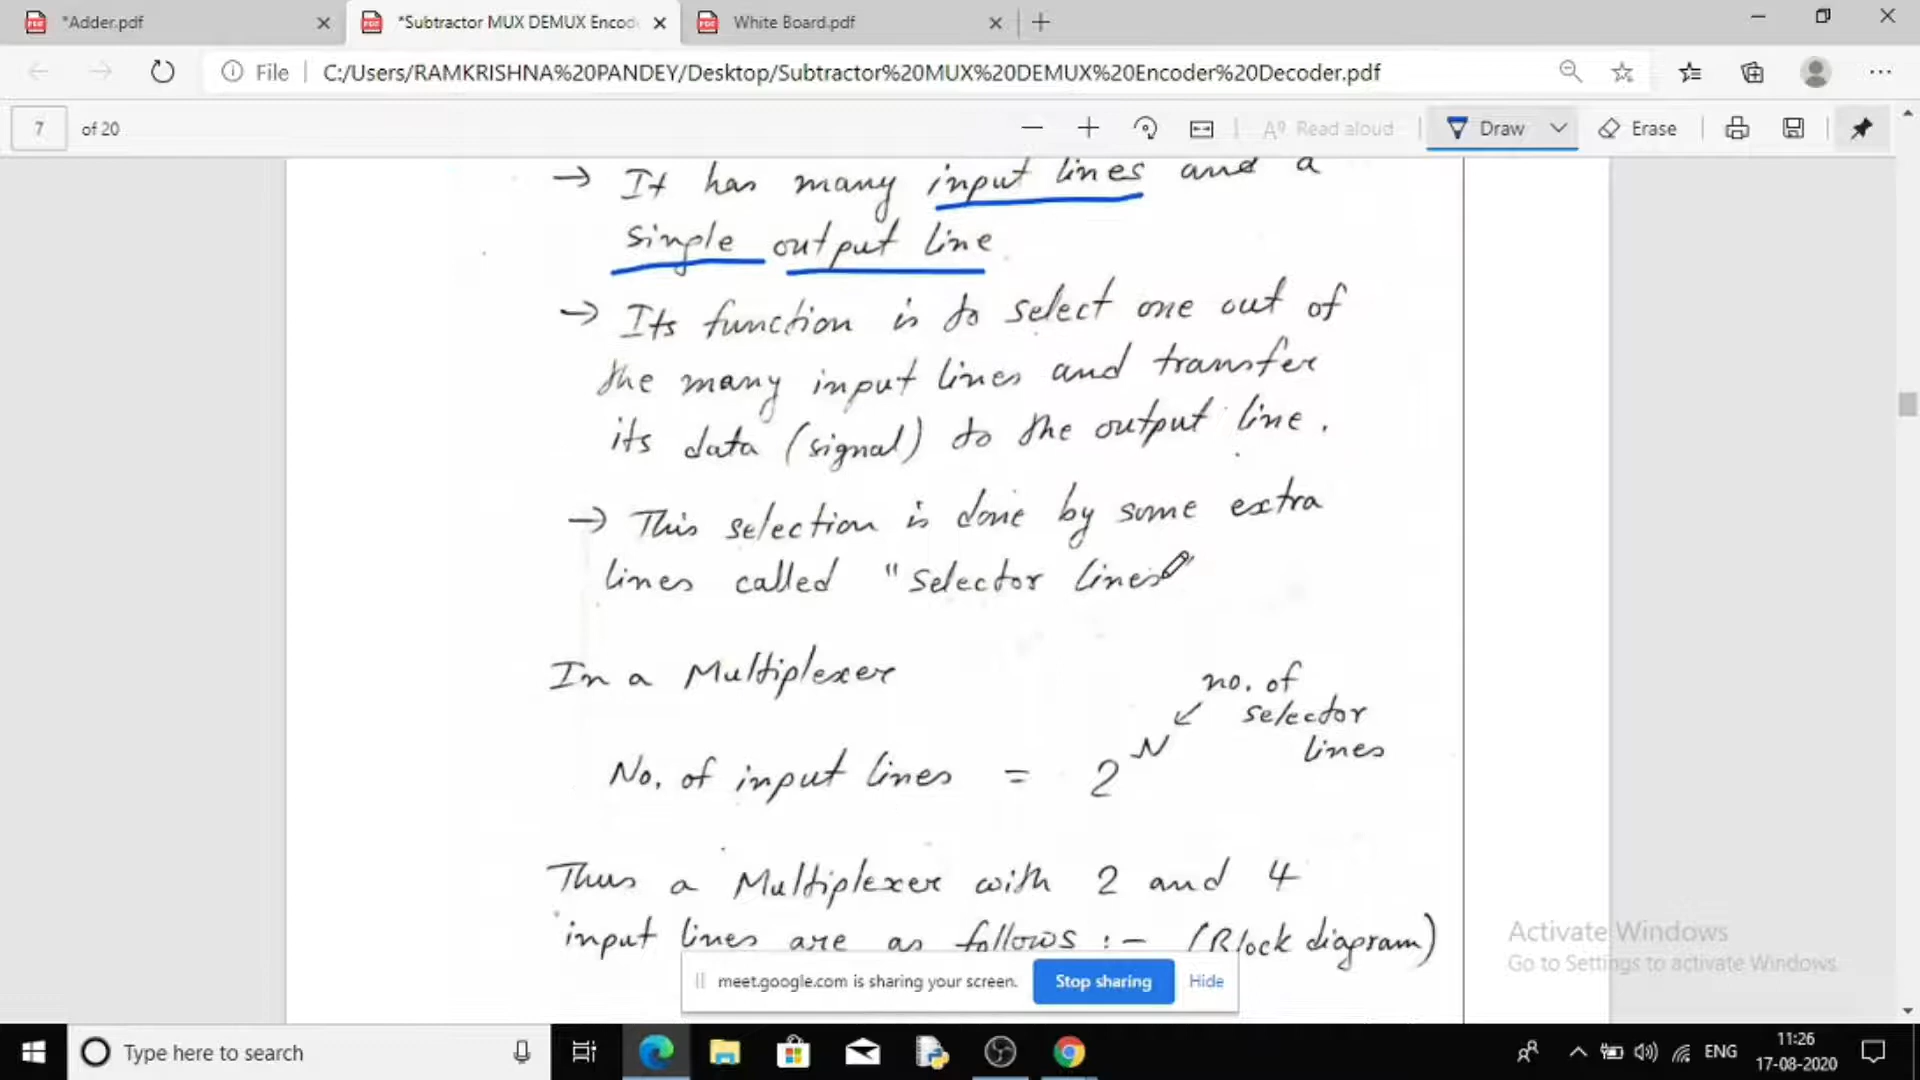 *Adder.pdf
*Subtractor MUX DEMUX Encod
White Board.pdf
File
C:/Users/RAMKRISHNA%20PANDEY/Desktop/Subtractor%20MUX%20DEMUX%20Encoder%20Decoder.pdf
7 of 20
Read aloud
Draw
Erase
→ It has many input lines and a
single output line
→ Its function is to select one out of
the many input lines and transfer
its data (signal) to the output line.
→ This selection is done by some extra
lines called "selector lines
In a Multiplexer
no. of
selector
lines
No. of input lines = 2^N
Thus a Multiplexer with 2 and 4
input lines are as follows :- (Block diagram)
Activate Windows
Go to Settings to activate Windows.
meet.google.com is sharing your screen.
Stop sharing
Hide
Type here to search
ENG
11:26
17-08-2020